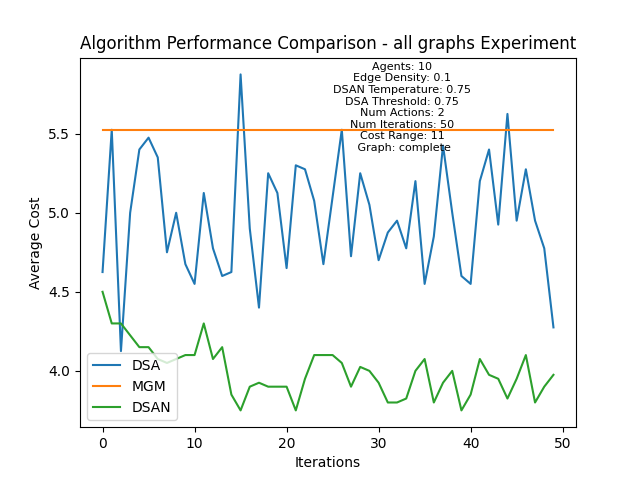 Algorithm Performance Comparison - all graphs Experiment
Agents: 10
Edge Density: 0.1
DSAN Temperature: 0.75
DSA Threshold: 0.75
Num Actions: 2
Num Iterations: 50
Cost Range: 11
Graph: complete
Average Cost
5.5
5.0
4.5
4.0
DSA
MGM
DSAN
0
10
20
30
40
50
Iterations